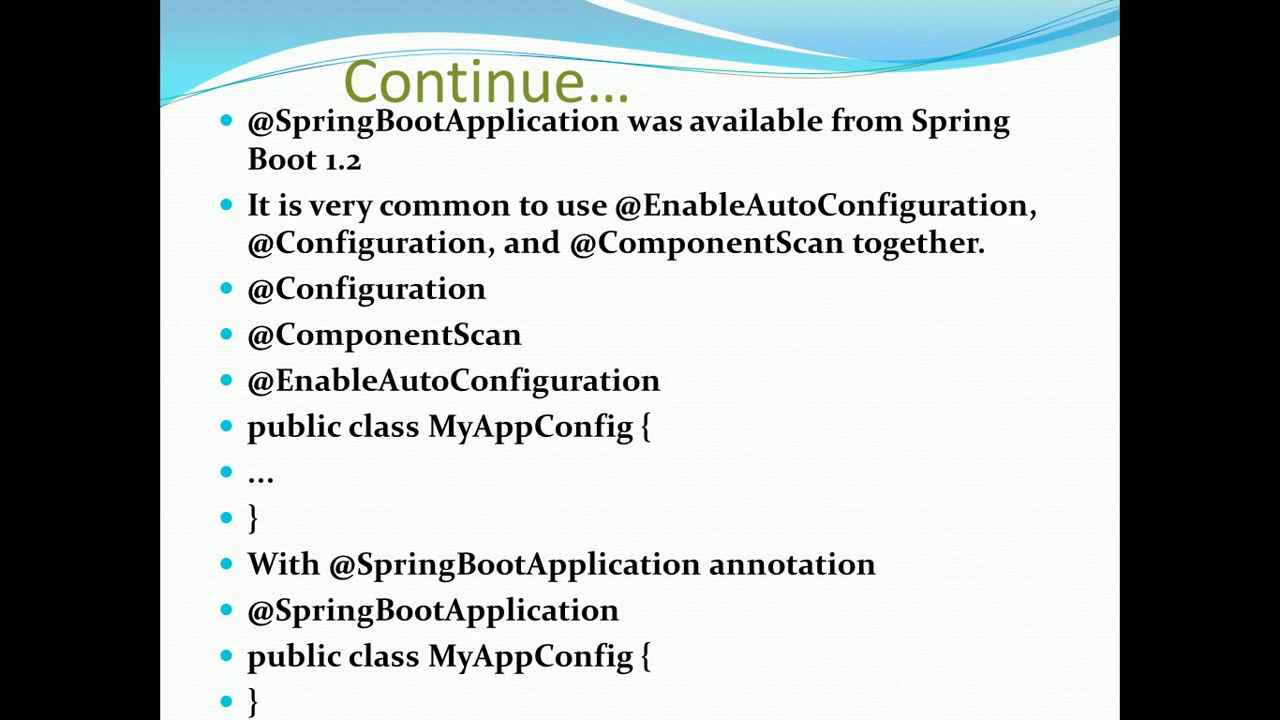 Continue...
@SpringBootApplication was available from Spring
Boot 1.2
It is very common to use @EnableAutoConfiguration,
@Configuration, and @ComponentScan together.
@Configuration
@ComponentScan
@EnableAutoConfiguration
public class MyAppConfig {
...
}
With @SpringBootApplication annotation
@SpringBootApplication
public class MyAppConfig {
}